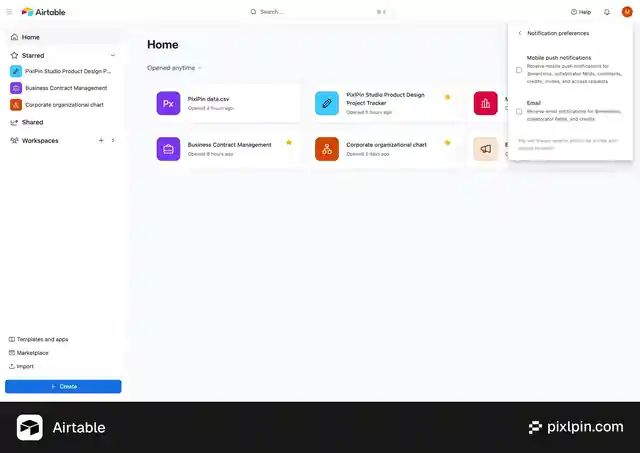 Airtable
Search...
⌘ K
Help
M
Home
Starred
PixlPin Studio Product Design P...
Business Contract Management
Corporate organizational chart
Shared
Workspaces
Templates and apps
Marketplace
Import
+ Create
Home
Opened anytime
Px
PixlPin data.csv
Opened 4 hours ago
PixlPin Studio Product Design
Project Tracker
Opened 5 hours ago
Business Contract Management
Opened 8 hours ago
Corporate organizational chart
Opened 3 days ago
Notification preferences
Mobile push notifications
Receive mobile push notifications for
@mentions, collaborator fields, comments,
credits, invites, and access requests
Email
Receive email notifications for @mentions,
collaborator fields, and credits.
Airtable
pixlpin.com